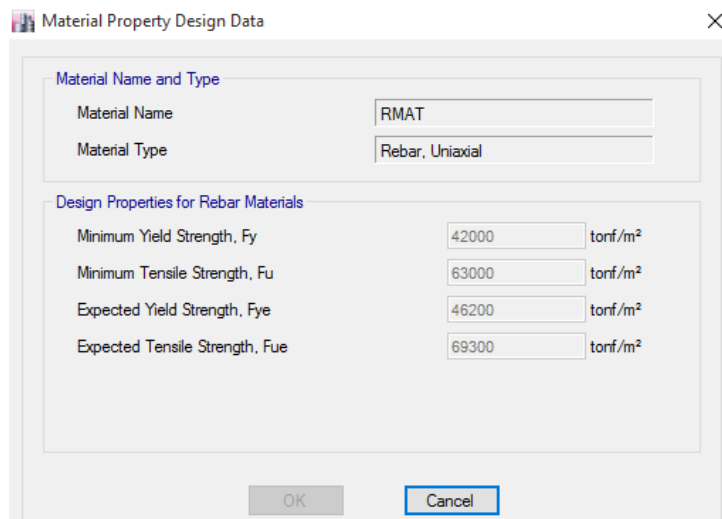 Material Property Design Data
Material Name and Type
Material Name RMAT
Material Type Rebar, Uniaxial
Design Properties for Rebar Materials
Minimum Yield Strength, Fy 42000 tonf/m²
Minimum Tensile Strength, Fu 63000 tonf/m²
Expected Yield Strength, Fye 46200 tonf/m²
Expected Tensile Strength, Fue 69300 tonf/m²
OK Cancel